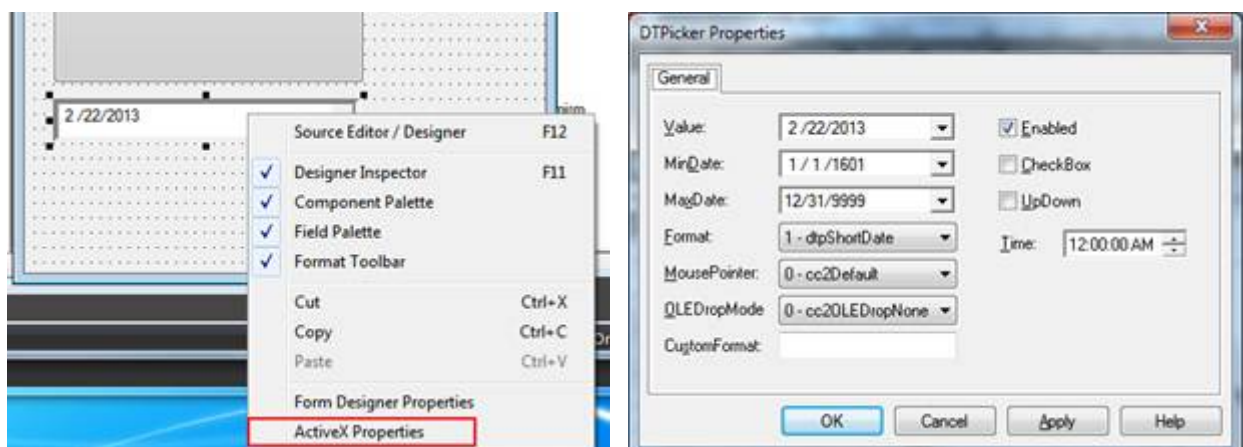 2 /22/2013
Source Editor / Designer F12
Designer Inspector F11
Component Palette
Field Palette
Format Toolbar
Cut Ctrl+X
Copy Ctrl+C
Paste Ctrl+V
Form Designer Properties
ActiveX Properties
DTPicker Properties
General
Value: 2 /22/2013 Enabled
MinDate: 1 / 1 /1601 CheckBox
MaxDate: 12/31/9999 UpDown
Format: 1 - dtpShortDate Time: 12:00:00 AM
MousePointer: 0 - cc2Default
OLEDropMode 0 - cc2OLEDropNone
CustomFormat:
OK Cancel Apply Help